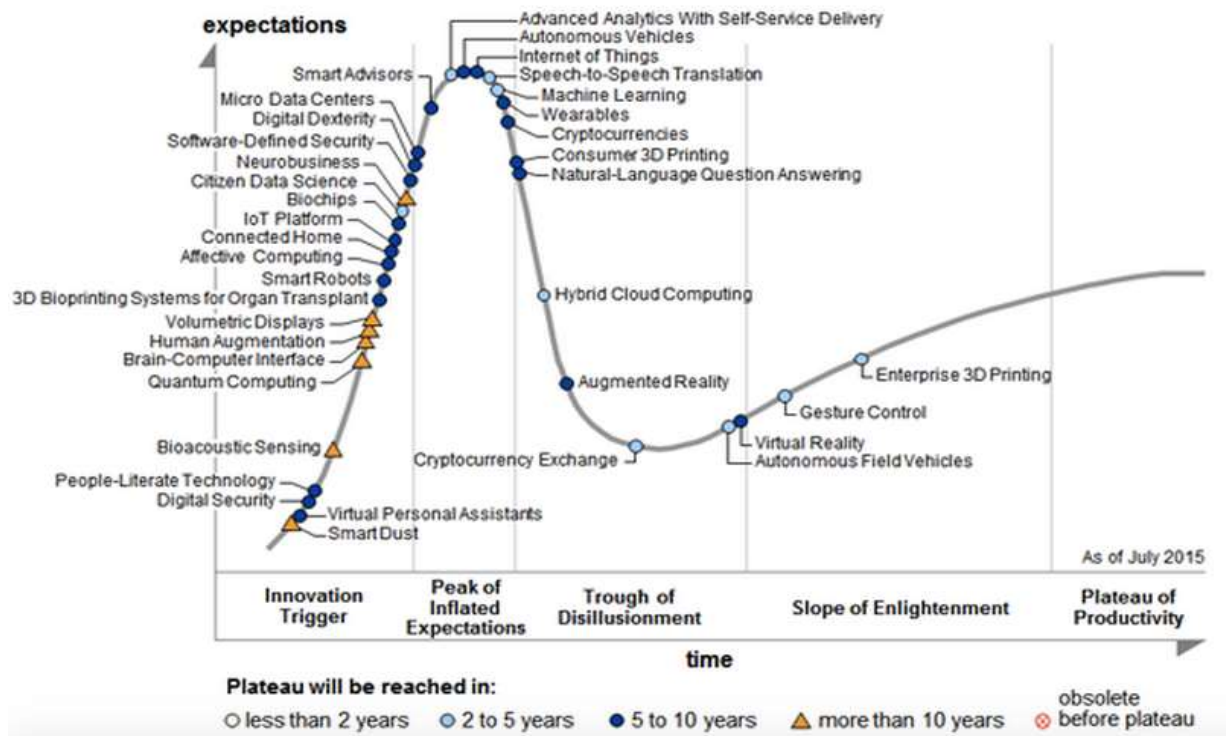 expectations
Advanced Analytics With Self-Service Delivery
Autonomous Vehicles
Internet of Things
Speech-to-Speech Translation
Machine Learning
Wearables
Cryptocurrencies
Consumer 3D Printing
Natural-Language Question Answering
Smart Advisors
Micro Data Centers
Digital Dexterity
Software-Defined Security
Neurobusiness
Citizen Data Science
Biochips
IoT Platform
Connected Home
Affective Computing
Smart Robots
3D Bioprinting Systems for Organ Transplant
Volumetric Displays
Human Augmentation
Brain-Computer Interface
Quantum Computing
Bioacoustic Sensing
People-Literate Technology
Digital Security
Virtual Personal Assistants
Smart Dust
Hybrid Cloud Computing
Augmented Reality
Cryptocurrency Exchange
Enterprise 3D Printing
Gesture Control
Virtual Reality
Autonomous Field Vehicles
As of July 2015
Innovation
Trigger
Peak of
Inflated
Expectations
Trough of
Disillusionment
Slope of Enlightenment
Plateau of
Productivity
time
Plateau will be reached in:
less than 2 years
2 to 5 years
5 to 10 years
more than 10 years
obsolete
before plateau